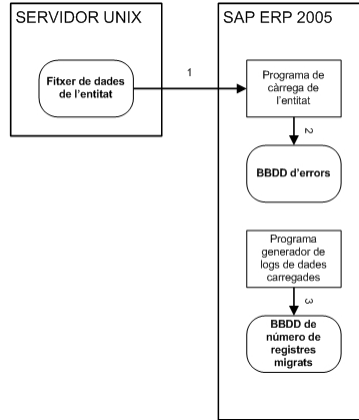 SERVIDOR UNIX
SAP ERP 2005
Fitxer de dades
de l'entitat
1
Programa de
càrrega de
l'entitat
2
BBDD d'errors
Programa
generador de
logs de dades
carregades
3
BBDD de
número de
registres
migrats